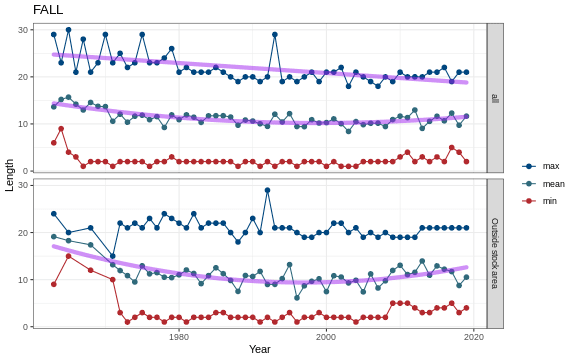 FALL
30
20
10
0
all
30
20
10
0
Outside stock area
1980
2000
2020
Year
Length
max
mean
min